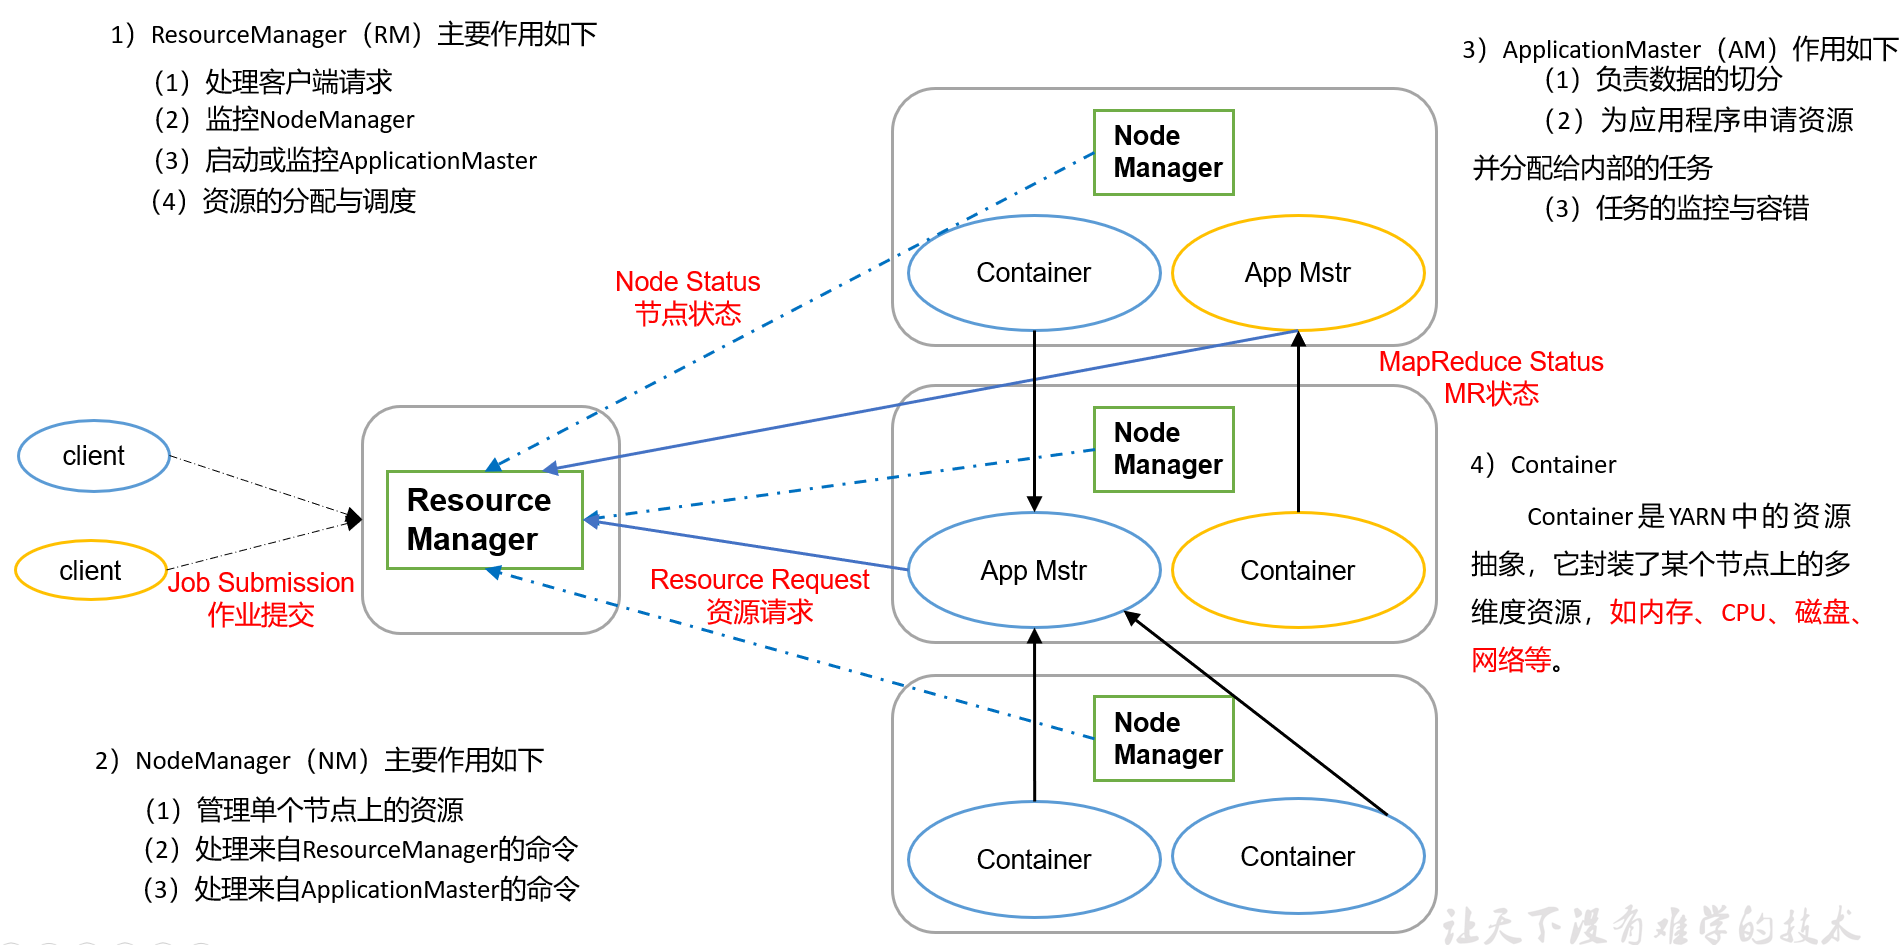 1）ResourceManager（RM）主要作用如下
（1）处理客户端请求
（2）监控NodeManager
（3）启动或监控ApplicationMaster
（4）资源的分配与调度
3）ApplicationMaster（AM）作用如下
（1）负责数据的切分
（2）为应用程序申请资源
并分配给内部的任务
（3）任务的监控与容错
Node
Manager
Container
App Mstr
Node Status
节点状态
MapReduce Status
MR状态
Node
Manager
client
client
Resource
Manager
Job Submission
作业提交
Resource Request
资源请求
App Mstr
Container
4）Container
Container是YARN中的资源
抽象，它封装了某个节点上的多
维度资源，如内存、CPU、磁盘、
网络等。
Node
Manager
Container
Container
2）NodeManager（NM）主要作用如下
（1）管理单个节点上的资源
（2）处理来自ResourceManager的命令
（3）处理来自ApplicationMaster的命令
让天下没有难学的技术